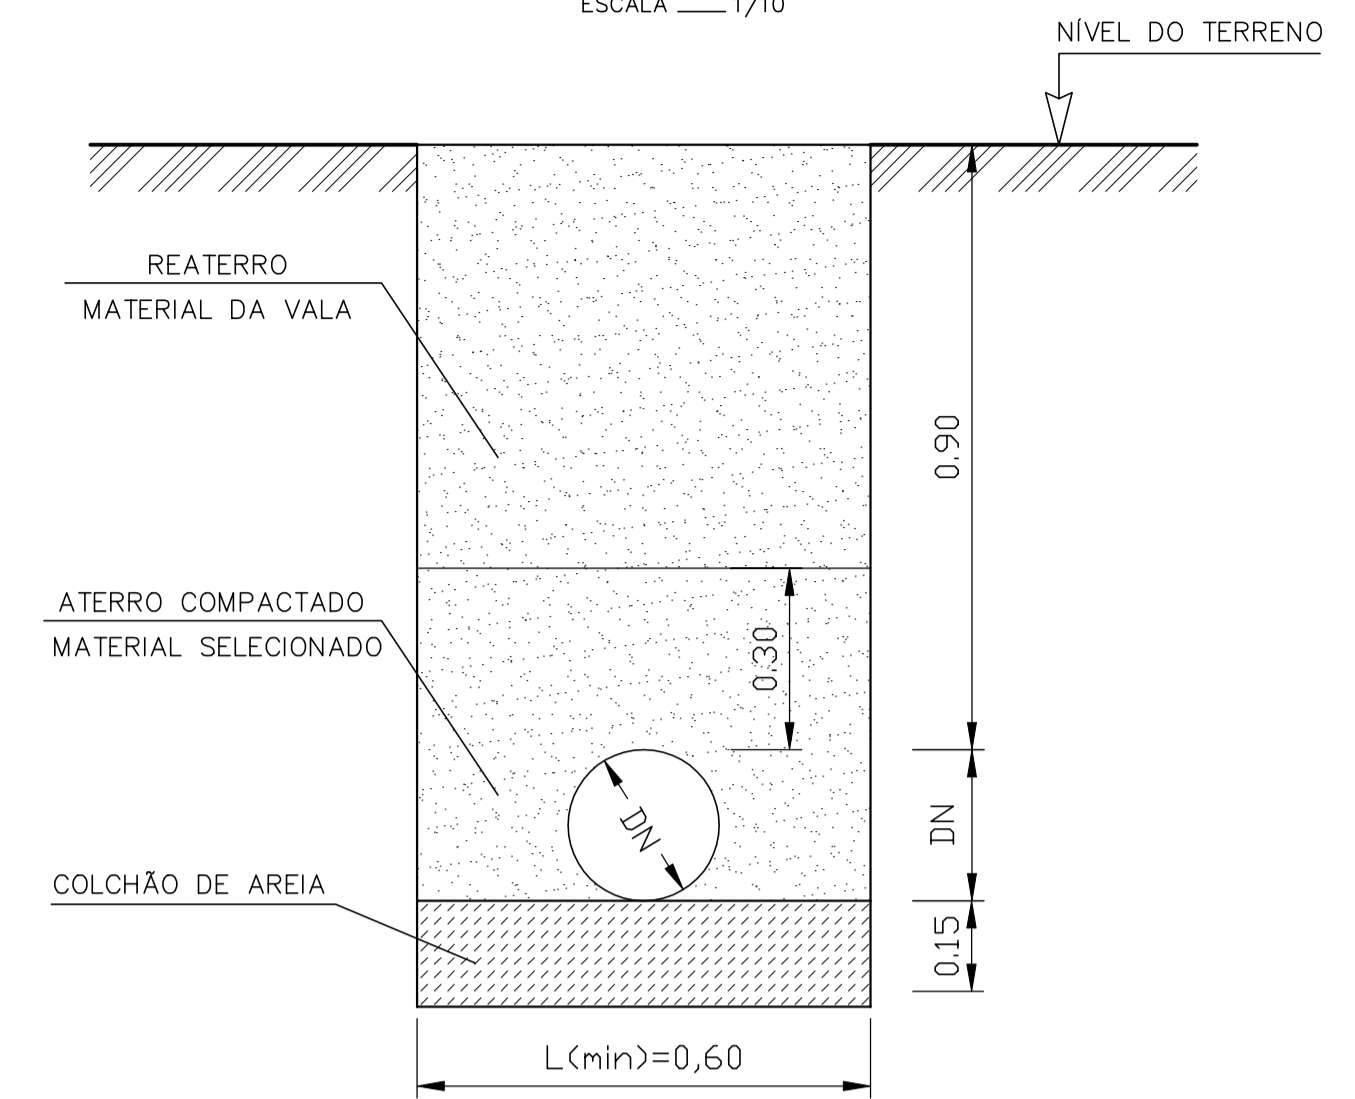 ESCALA ___ 1/10
NÍVEL DO TERRENO
REATERRO
MATERIAL DA VALA
0.90
ATERRO COMPACTADO
MATERIAL SELECIONADO
0.30
DN
DN
COLCHÃO DE AREIA
0.15
L(min)=0,60